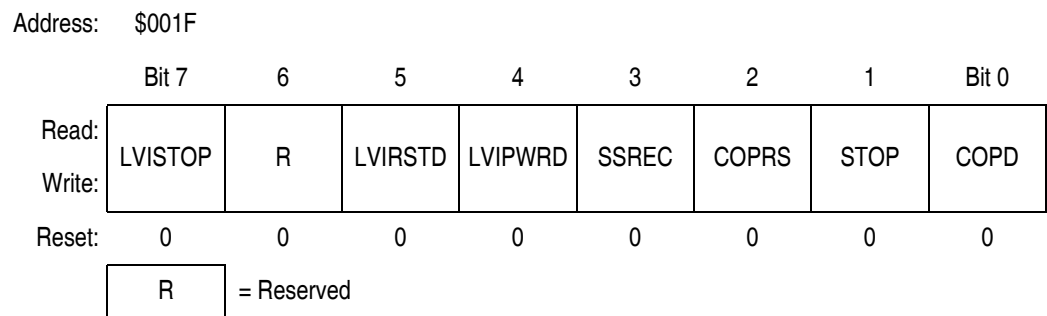 Address: $001F
Bit 7 6 5 4 3 2 1 Bit 0
Read:
LVISTOP R LVIRSTD LVIPWRD SSREC COPRS STOP COPD
Write:
Reset: 0 0 0 0 0 0 0 0
R = Reserved